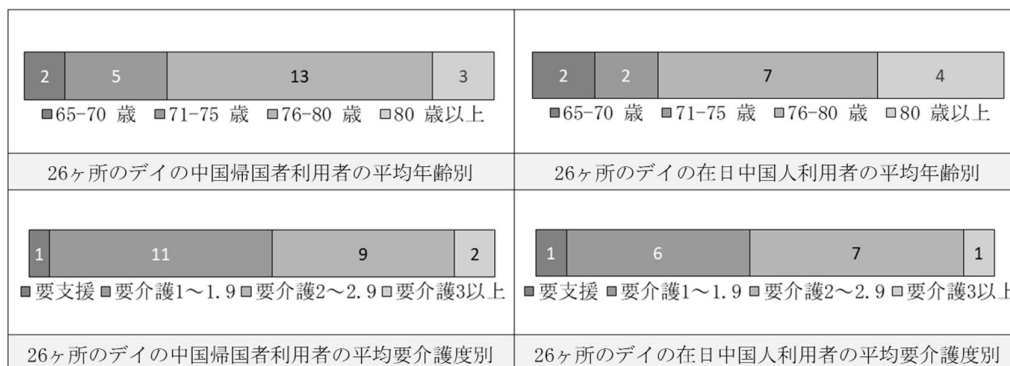 2 5 13 3
■65-70 歳 ■71-75 歳 ■76-80 歳 ■80 歳以上
26ヶ所のデイの中国帰国者利用者の平均年齢別
2 2 7 4
■65-70 歳 ■71-75 歳 ■76-80 歳 ■80 歳以上
26ヶ所のデイの在日中国人利用者の平均年齢別
1 11 9 2
■要支援 ■要介護1～1.9 ■要介護2～2.9 ■要介護3以上
26ヶ所のデイの中国帰国者利用者の平均要介護度別
1 6 7 1
■要支援 ■要介護1～1.9 ■要介護2～2.9 ■要介護3以上
26ヶ所のデイの在日中国人利用者の平均要介護度別